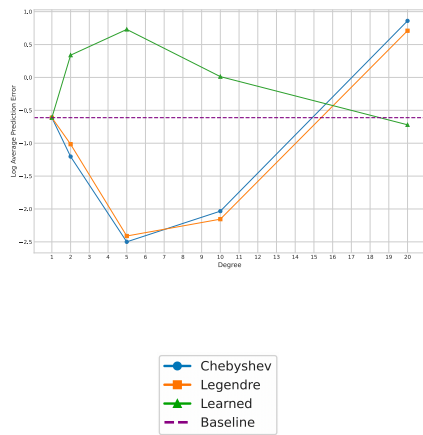 1.0
0.5
0.0
−0.5
−1.0
−1.5
−2.0
−2.5
Log Average Prediction Error
1 2 3 4 5 6 7 8 9 10 11 12 13 14 15 16 17 18 19 20
Degree
Chebyshev
Legendre
Learned
Baseline